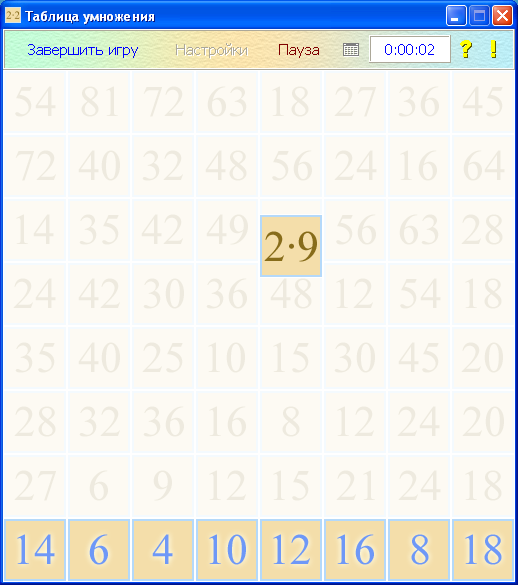 2·2 Таблица умножения
Завершить игру Настройки Пауза 0:00:02 ? !
54 81 72 63 18 27 36 45
72 40 32 48 56 24 16 64
14 35 42 49 56 63 28
2·9
24 42 30 36 48 12 54 18
35 40 25 10 15 30 45 20
28 32 36 16 8 12 24 20
27 6 9 12 15 21 24 18
14 6 4 10 12 16 8 18